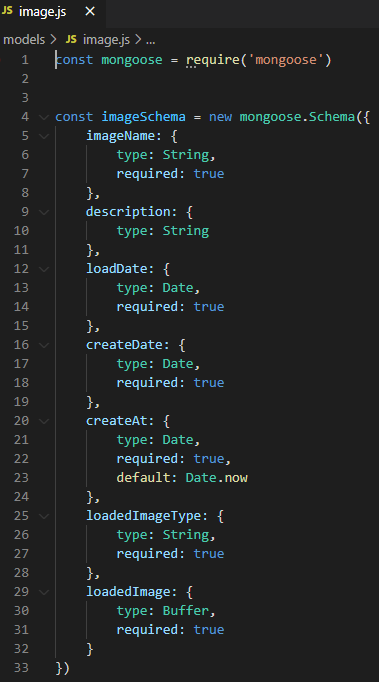 JS image.js ×
models > JS image.js > ...
1 const mongoose = require('mongoose')
2
3
4 const imageSchema = new mongoose.Schema({
5     imageName: {
6         type: String,
7         required: true
8     },
9     description: {
10         type: String
11     },
12     loadDate: {
13         type: Date,
14         required: true
15     },
16     createDate: {
17         type: Date,
18         required: true
19     },
20     createAt: {
21         type: Date,
22         required: true,
23         default: Date.now
24     },
25     loadedImageType: {
26         type: String,
27         required: true
28     },
29     loadedImage: {
30         type: Buffer,
31         required: true
32     }
33 })